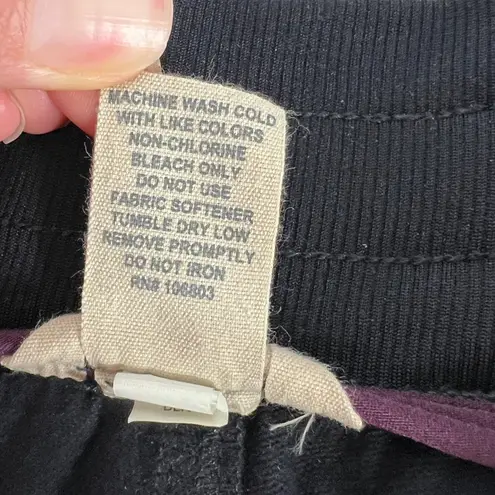 MACHINE WASH COLD
WITH LIKE COLORS
NON-CHLORINE
BLEACH ONLY
DO NOT USE
FABRIC SOFTENER
TUMBLE DRY LOW
REMOVE PROMPTLY
DO NOT IRON
RN# 106803